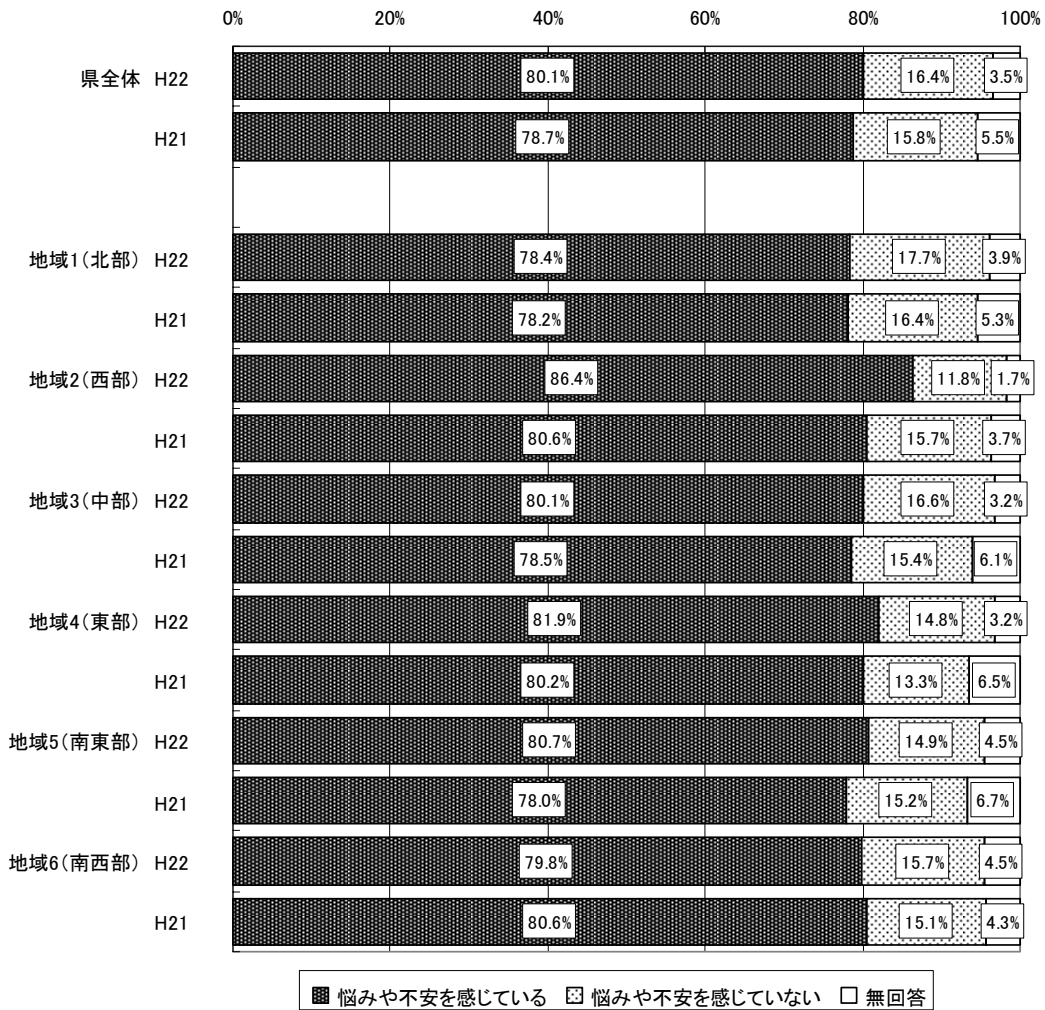 0% 20% 40% 60% 80% 100%
県全体 H22 80.1% 16.4% 3.5%
H21 78.7% 15.8% 5.5%
地域1(北部) H22 78.4% 17.7% 3.9%
H21 78.2% 16.4% 5.3%
地域2(西部) H22 86.4% 11.8% 1.7%
H21 80.6% 15.7% 3.7%
地域3(中部) H22 80.1% 16.6% 3.2%
H21 78.5% 15.4% 6.1%
地域4(東部) H22 81.9% 14.8% 3.2%
H21 80.2% 13.3% 6.5%
地域5(南東部) H22 80.7% 14.9% 4.5%
H21 78.0% 15.2% 6.7%
地域6(南西部) H22 79.8% 15.7% 4.5%
H21 80.6% 15.1% 4.3%
悩みや不安を感じている 悩みや不安を感じていない 無回答